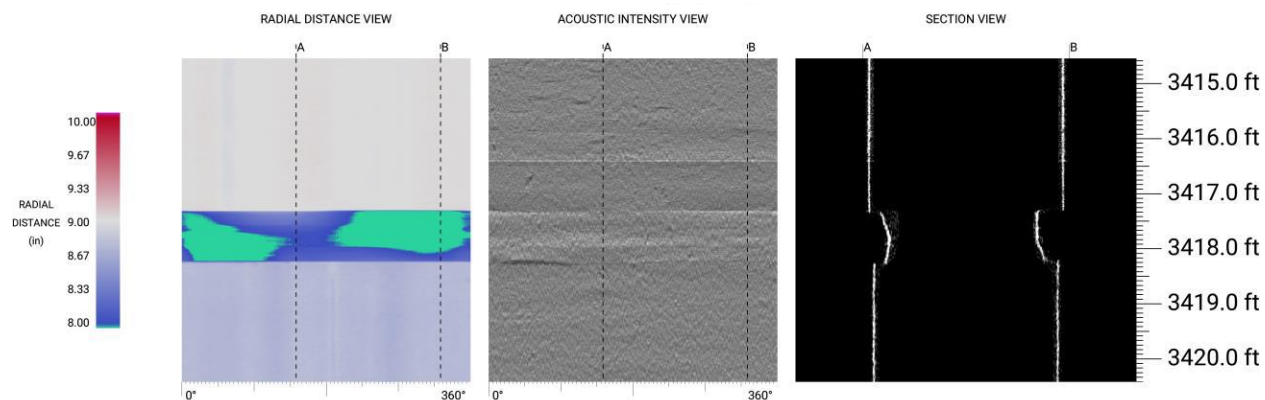 RADIAL DISTANCE VIEW
ACOUSTIC INTENSITY VIEW
SECTION VIEW
A
B
A
B
A
B
10.00
9.67
9.33
9.00
8.67
8.33
8.00
RADIAL
DISTANCE
(in)
0°
360°
0°
360°
3415.0 ft
3416.0 ft
3417.0 ft
3418.0 ft
3419.0 ft
3420.0 ft